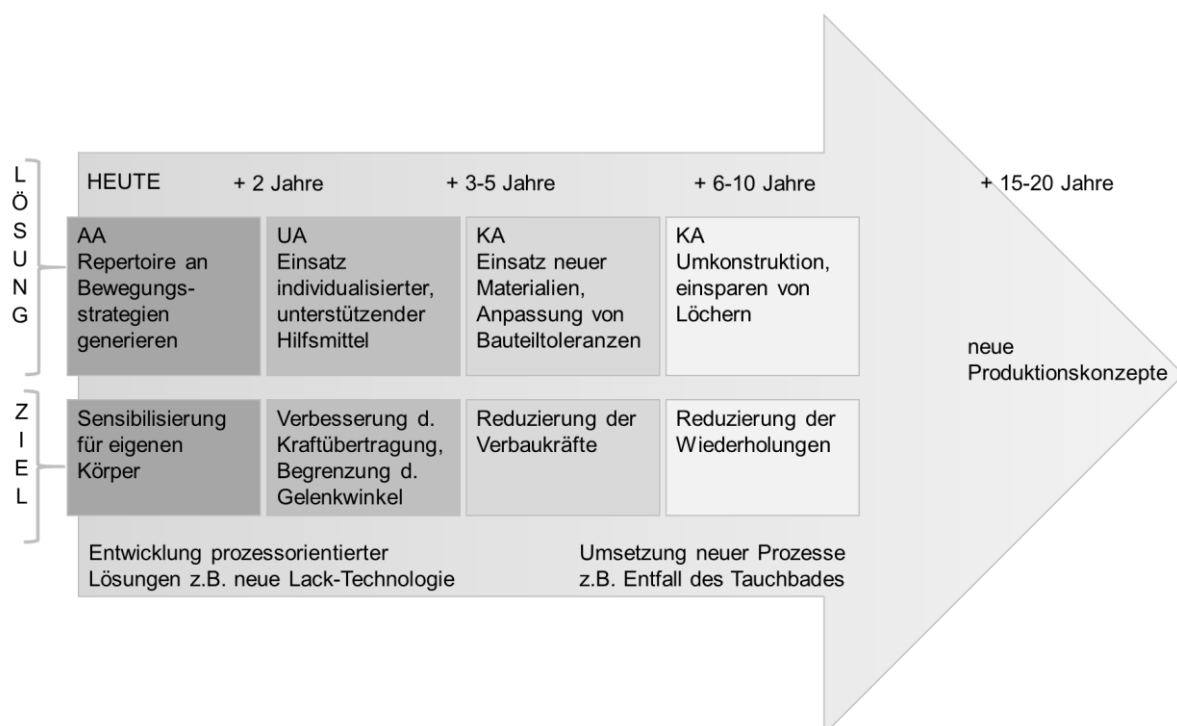 LÖSUNG
HEUTE
+ 2 Jahre
+ 3-5 Jahre
+ 6-10 Jahre
+ 15-20 Jahre
AA
Repertoire an
Bewegungs-
strategien
generieren
UA
Einsatz
individualisierter,
unterstützender
Hilfsmittel
KA
Einsatz neuer
Materialien,
Anpassung von
Bauteiltoleranzen
KA
Umkonstruktion,
einsparen von
Löchern
neue
Produktionskonzepte
ZIEL
Sensibilisierung
für eigenen
Körper
Verbesserung d.
Kraftübertragung,
Begrenzung d.
Gelenkwinkel
Reduzierung der
Verbaukräfte
Reduzierung der
Wiederholungen
Entwicklung prozessorientierter
Lösungen z.B. neue Lack-Technologie
Umsetzung neuer Prozesse
z.B. Entfall des Tauchbades